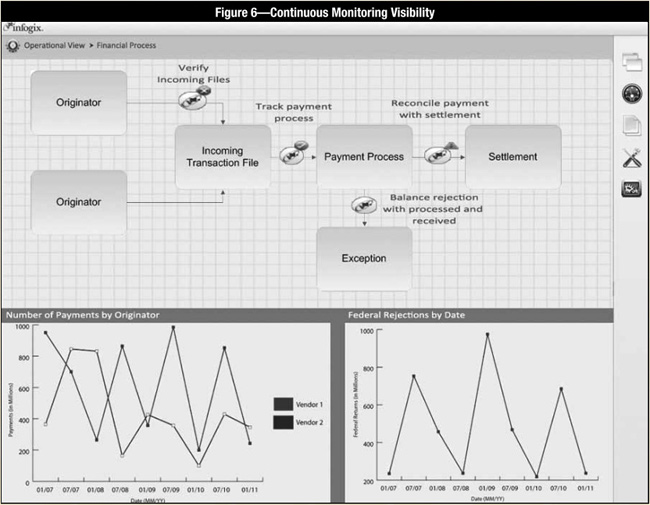 Figure 6—Continuous Monitoring Visibility
infogix.
Operational View > Financial Process
Verify
Incoming Files
Originator
Track payment
process
Reconcile payment
with settlement
Incoming
Transaction File
Payment Process
Settlement
Originator
Balance rejection
with processed and
received
Exception
Number of Payments by Originator
1000
800
600
400
200
0
Payments (in Millions)
01/07 07/07 01/08 07/08 01/09 07/09 01/10 07/10 01/11
Date (MM/YY)
Vendor 1
Vendor 2
Federal Rejections by Date
1000
800
600
400
200
Federal Returns (in Millions)
01/07 07/07 01/08 07/08 01/09 07/09 01/10 07/10 01/11
Date (MM/YY)